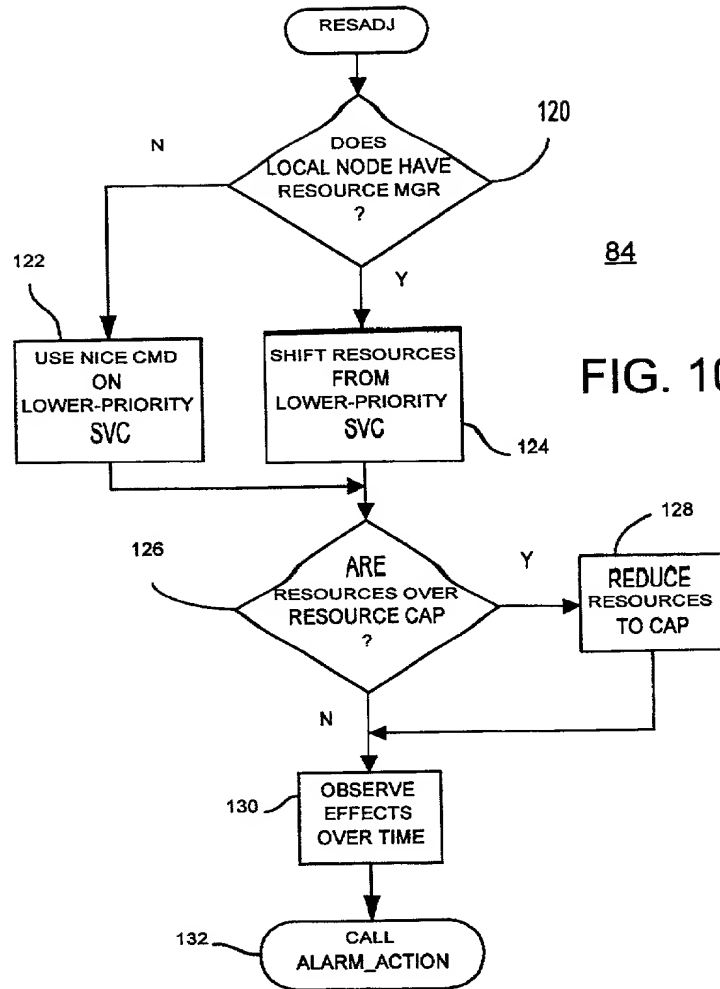 RESADJ
120
DOES
LOCAL NODE HAVE
RESOURCE MGR
?
N
Y
84
122
USE NICE CMD
ON
LOWER-PRIORITY
SVC
SHIFT RESOURCES
FROM
LOWER-PRIORITY
SVC
124
FIG. 10
126
ARE
RESOURCES OVER
RESOURCE CAP
?
Y
N
128
REDUCE
RESOURCES
TO CAP
130
OBSERVE
EFFECTS
OVER TIME
132
CALL
ALARM_ACTION